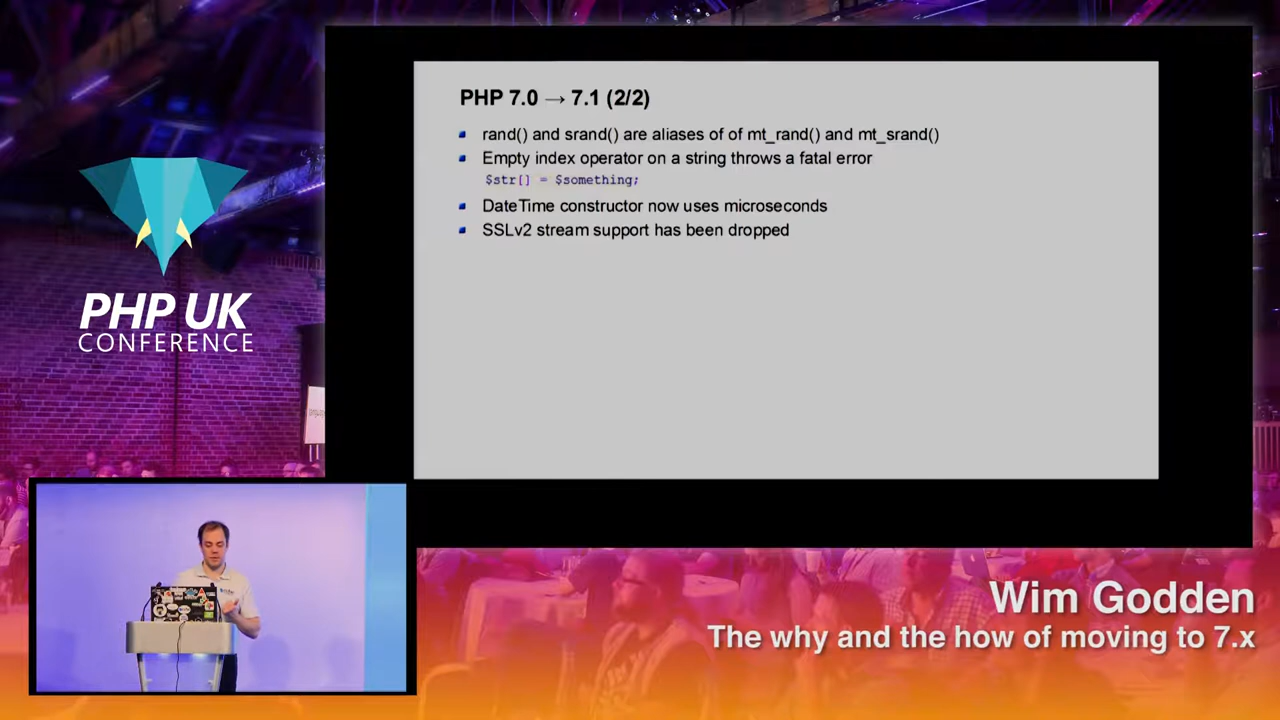 PHP 7.0 → 7.1 (2/2)
rand() and srand() are aliases of of mt_rand() and mt_srand()
Empty index operator on a string throws a fatal error
$str[] = $something;
DateTime constructor now uses microseconds
SSLv2 stream support has been dropped
PHP UK
CONFERENCE
Wim Godden
The why and the how of moving to 7.x